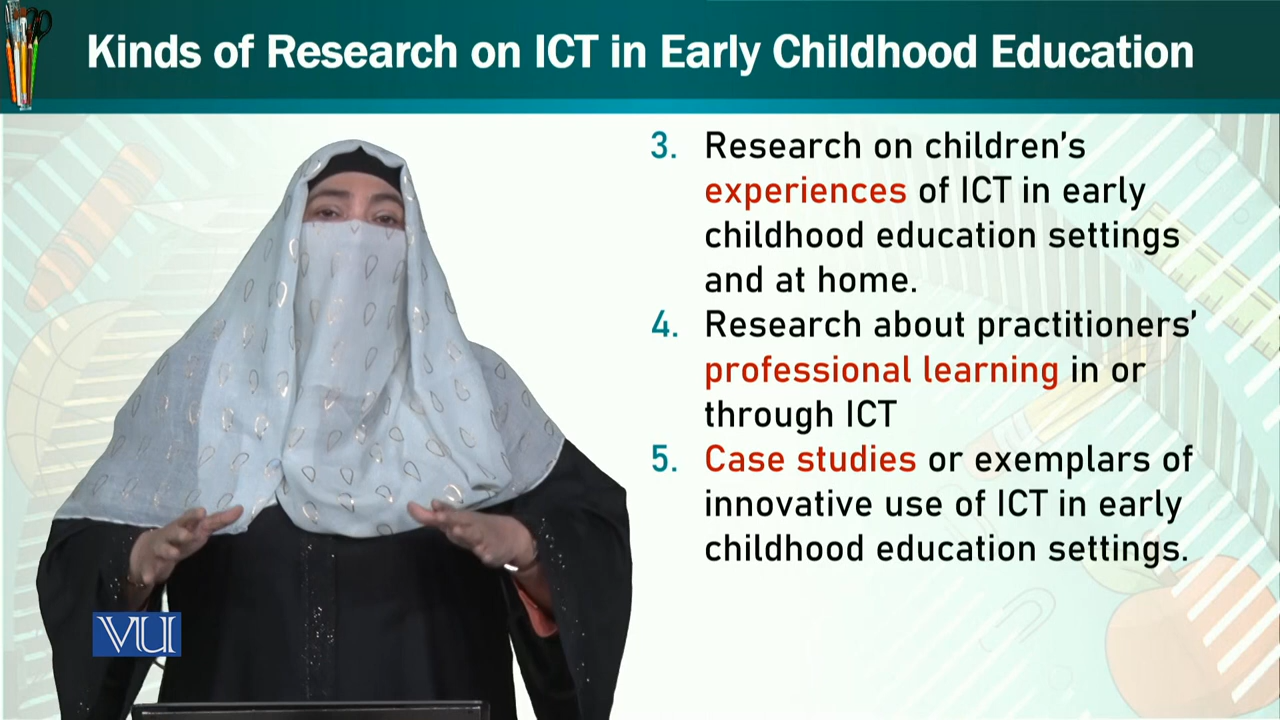 Kinds of Research on ICT in Early Childhood Education
3. Research on children's
experiences of ICT in early
childhood education settings
and at home.
4. Research about practitioners'
professional learning in or
through ICT
5. Case studies or exemplars of
innovative use of ICT in early
childhood education settings.
VU